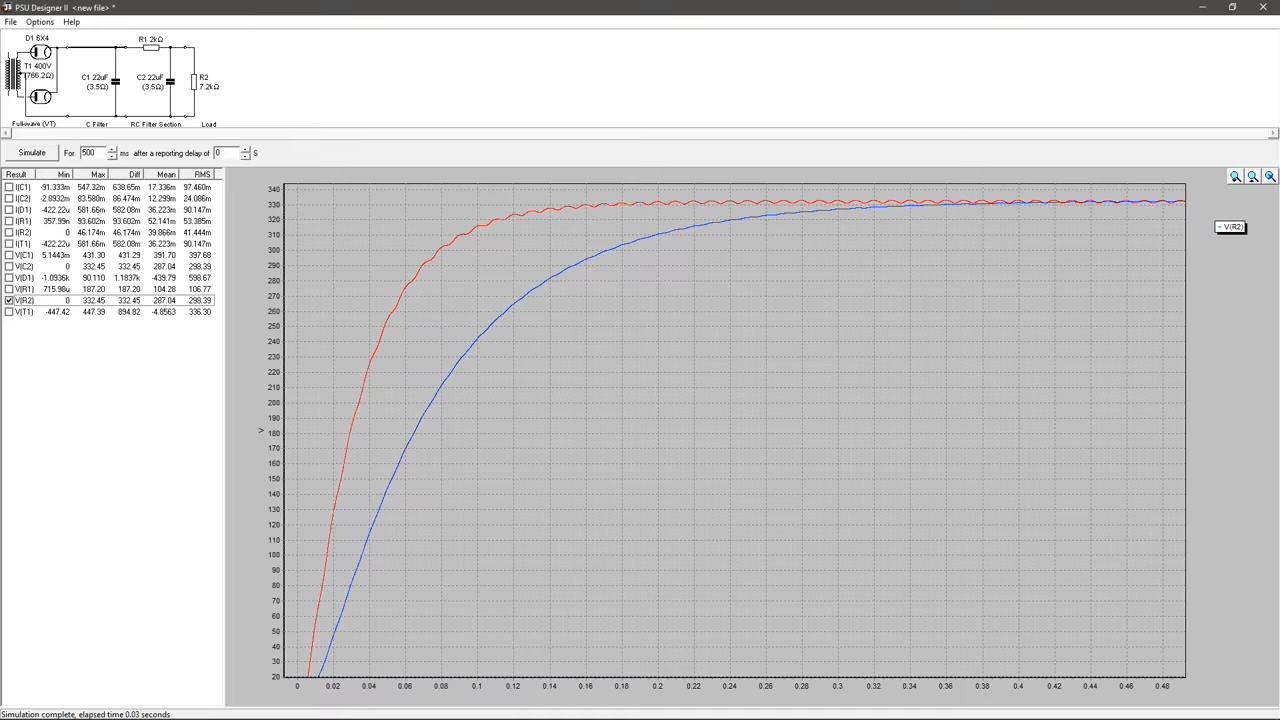 PSU Designer II <new file> *
File Options Help
D1 6X4
R1 2kΩ
T1 400V
(766.2Ω)
C1 22uF
(3.5Ω)
C2 22uF
(3.5Ω)
R2
7.2kΩ
Full-wave (VT) C Filter RC Filter Section Load
Simulate For 500 ms after a reporting delay of 0 S
Result Min Max Diff Mean RMS
I(C1) -91.333m 547.32m 638.65m 17.336m 97.460m
I(C2) -2.8932m 83.580m 86.474m 12.299m 24.086m
I(D1) -422.22u 581.66m 582.08m 36.223m 90.147m
I(R1) 357.99n 93.602m 93.602m 52.141m 53.385m
I(R2) 0 46.174m 46.174m 39.866m 41.444m
I(T1) -422.22u 581.66m 582.08m 36.223m 90.147m
V(C1) 5.1443m 431.30 431.29 391.70 397.68
V(C2) 0 332.45 332.45 287.04 298.39
V(D1) -1.0936k 90.110 1.1837k -439.79 598.67
V(R1) 715.98u 187.20 187.20 104.28 106.77
V(R2) 0 332.45 332.45 287.04 298.39
V(T1) -447.42 447.39 894.82 -4.8563 336.30
340
330
320
310
300
290
280
270
260
250
240
230
220
210
200
190
180
170
160
150
140
130
120
110
100
90
80
70
60
50
40
30
20
V
0 0.02 0.04 0.06 0.08 0.1 0.12 0.14 0.16 0.18 0.2 0.22 0.24 0.26 0.28 0.3 0.32 0.34 0.36 0.38 0.4 0.42 0.44 0.46 0.48
V(R2)
Simulation complete, elapsed time 0.03 seconds